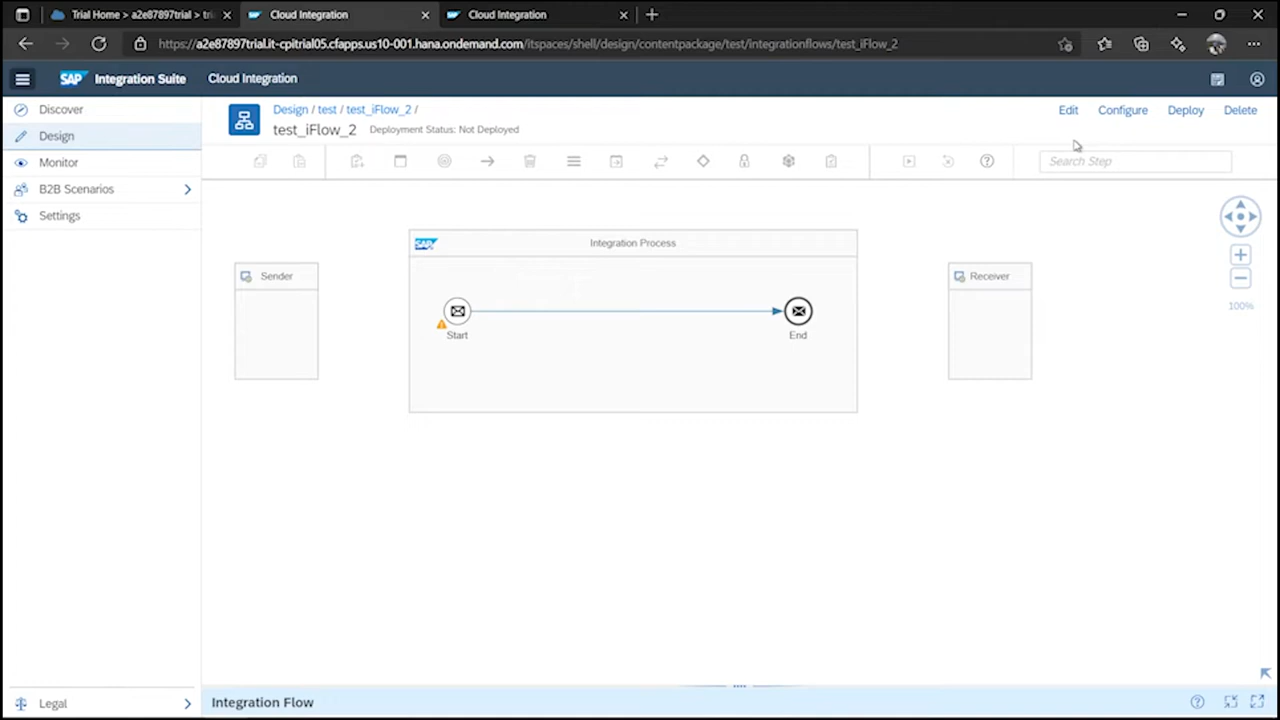 Trial Home > a2e87897trial > tri
Cloud Integration
Cloud Integration
https://a2e87897trial.it-cpitrial05.cfapps.us10-001.hana.ondemand.com/itspaces/shell/design/contentpackage/test/integrationflows/test_iFlow_2
SAP Integration Suite Cloud Integration
Discover
Design
Monitor
B2B Scenarios
Settings
Legal
Design / test / test_iFlow_2 /
test_iFlow_2 Deployment Status: Not Deployed
Edit Configure Deploy Delete
Search Step
SAP Integration Process
Sender
Receiver
Start
End
100%
Integration Flow